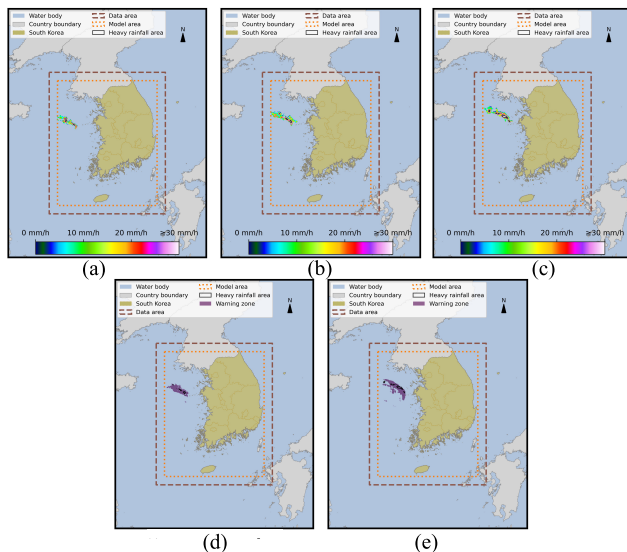 Water body
Country boundary
South Korea
Data area
Model area
Heavy rainfall area
N
0 mm/h 10 mm/h 20 mm/h ≥30 mm/h
(a)
Water body
Country boundary
South Korea
Data area
Model area
Heavy rainfall area
N
0 mm/h 10 mm/h 20 mm/h ≥30 mm/h
(b)
Water body
Country boundary
South Korea
Data area
Model area
Heavy rainfall area
N
0 mm/h 10 mm/h 20 mm/h ≥30 mm/h
(c)
Water body
Country boundary
South Korea
Data area
Model area
Heavy rainfall area
Warning zone
N
(d)
Water body
Country boundary
South Korea
Data area
Model area
Heavy rainfall area
Warning zone
N
(e)